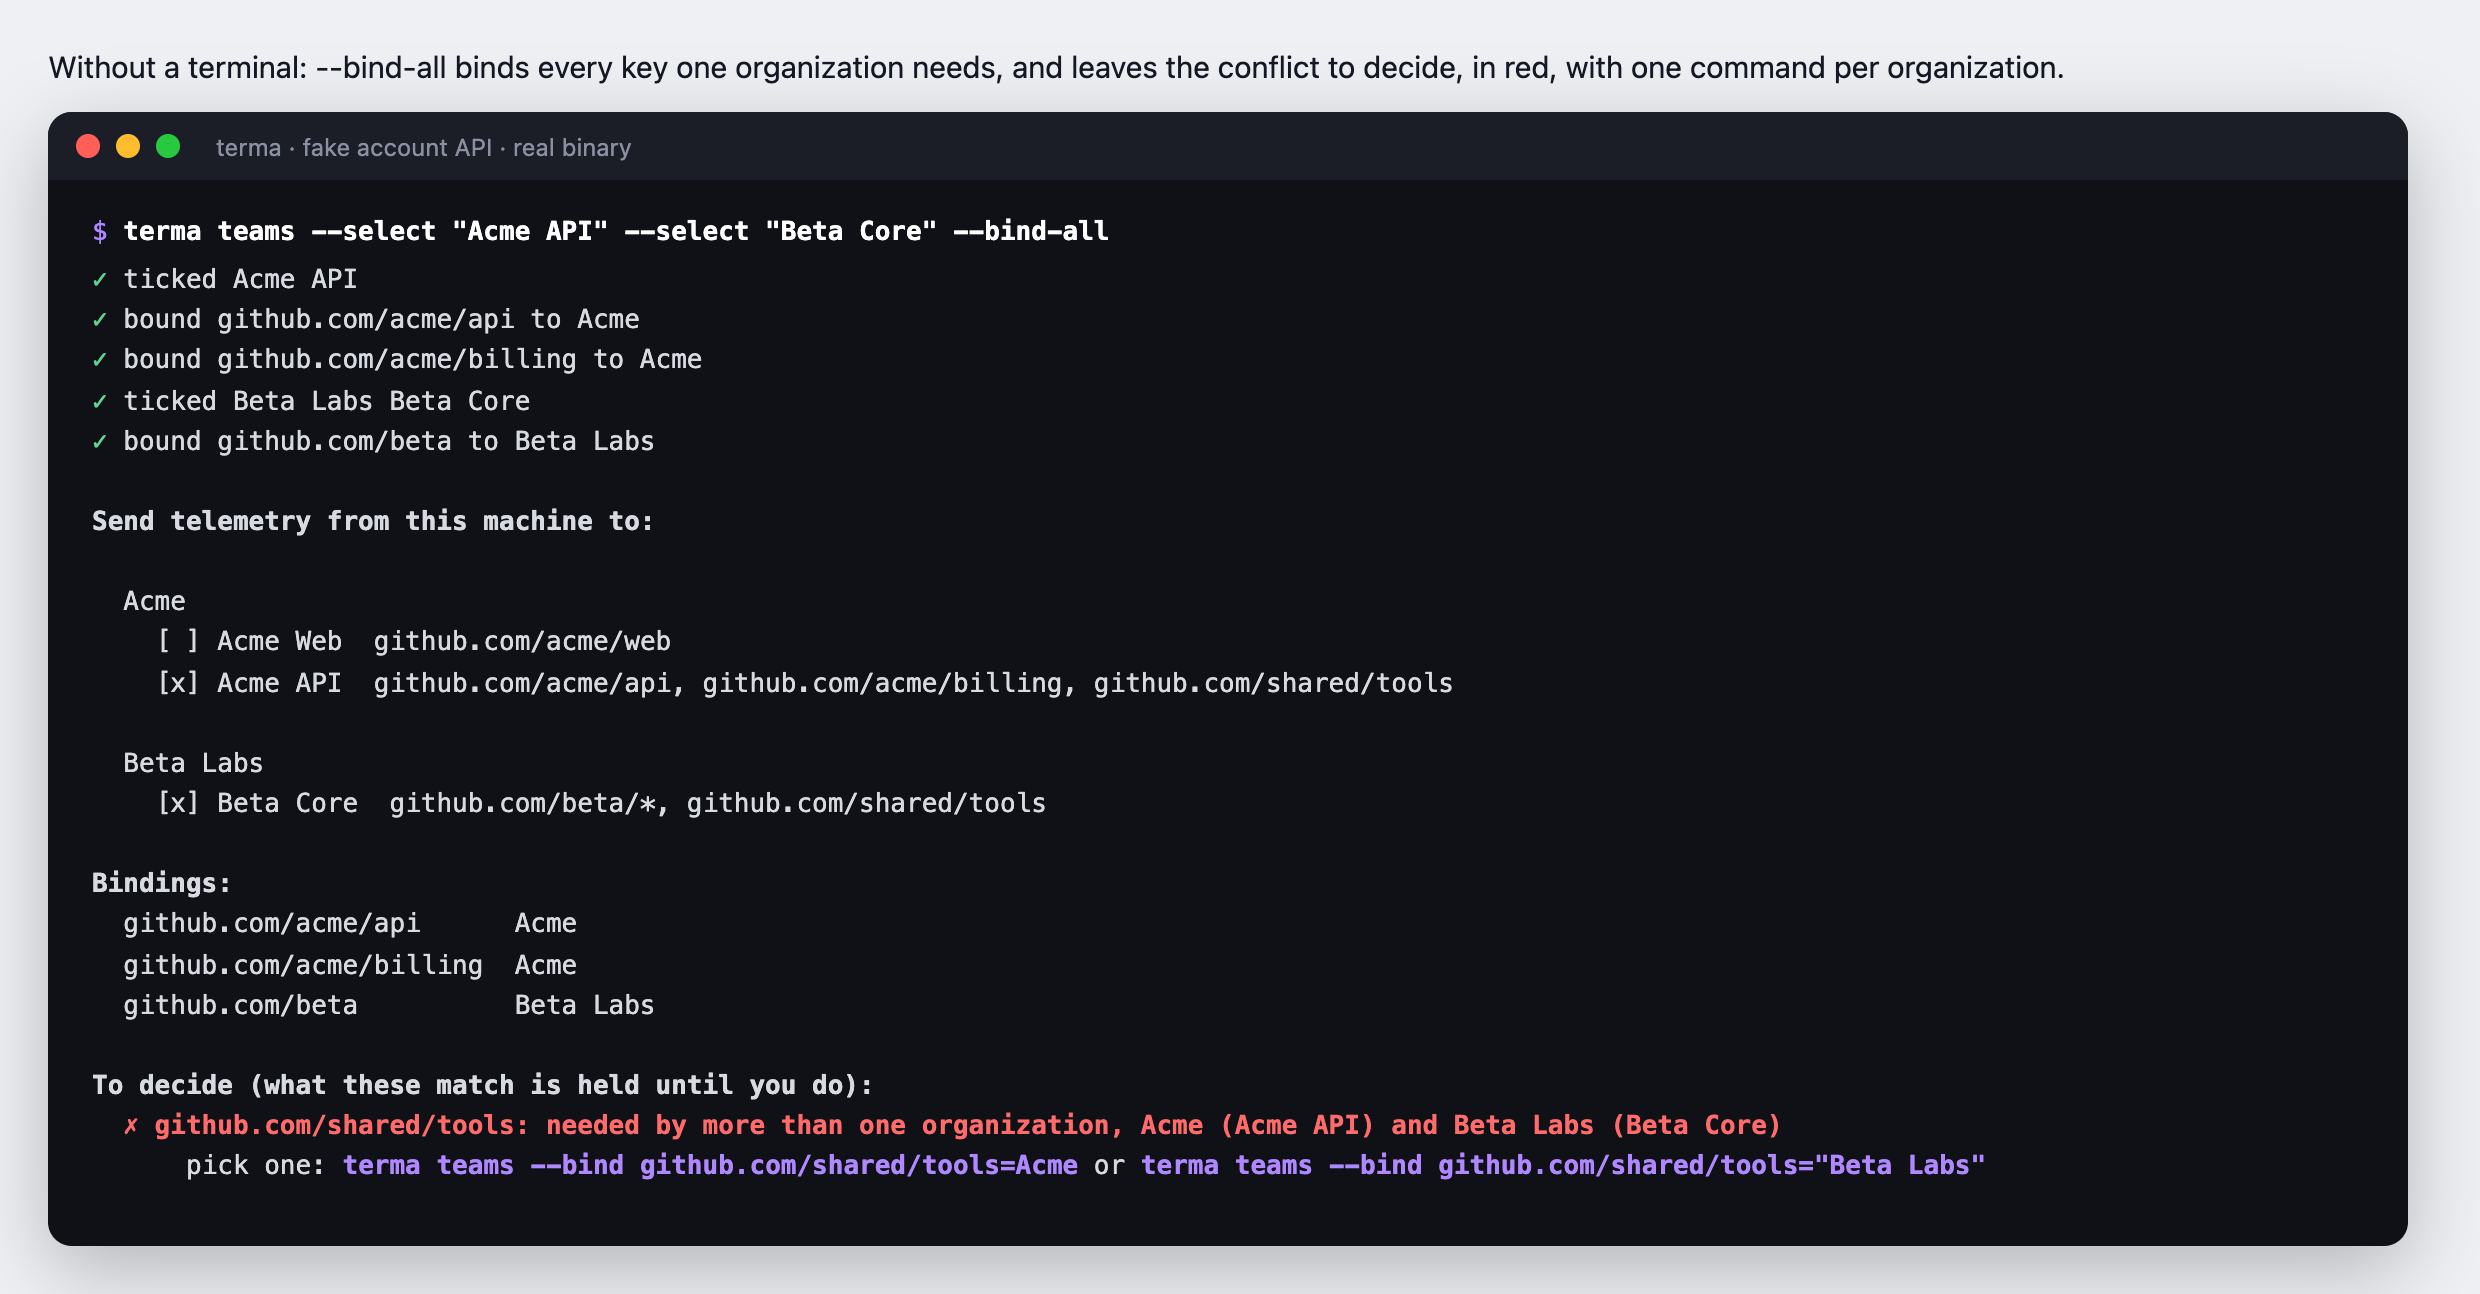 Without a terminal: --bind-all binds every key one organization needs, and leaves the conflict to decide, in red, with one command per organization.
terma · fake account API · real binary
$ terma teams --select "Acme API" --select "Beta Core" --bind-all
✓ ticked Acme API
✓ bound github.com/acme/api to Acme
✓ bound github.com/acme/billing to Acme
✓ ticked Beta Labs Beta Core
✓ bound github.com/beta to Beta Labs
Send telemetry from this machine to:
Acme
[ ] Acme Web  github.com/acme/web
[x] Acme API  github.com/acme/api, github.com/acme/billing, github.com/shared/tools
Beta Labs
[x] Beta Core  github.com/beta/*, github.com/shared/tools
Bindings:
github.com/acme/api      Acme
github.com/acme/billing  Acme
github.com/beta          Beta Labs
To decide (what these match is held until you do):
✗ github.com/shared/tools: needed by more than one organization, Acme (Acme API) and Beta Labs (Beta Core)
pick one: terma teams --bind github.com/shared/tools=Acme or terma teams --bind github.com/shared/tools="Beta Labs"